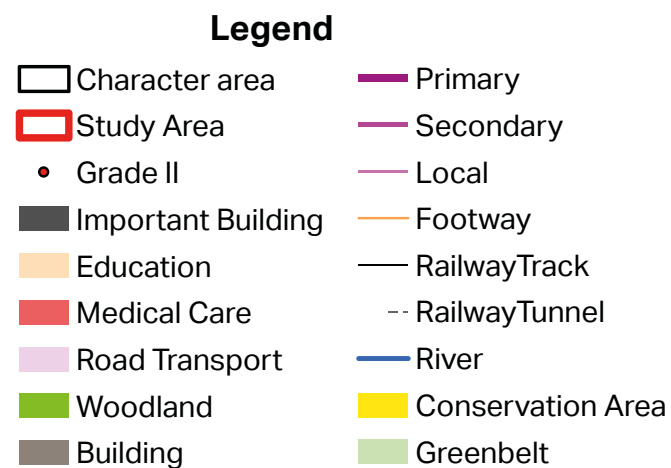 Legend
Character area
Study Area
Grade II
Important Building
Education
Medical Care
Road Transport
Woodland
Building
Primary
Secondary
Local
Footway
RailwayTrack
RailwayTunnel
River
Conservation Area
Greenbelt